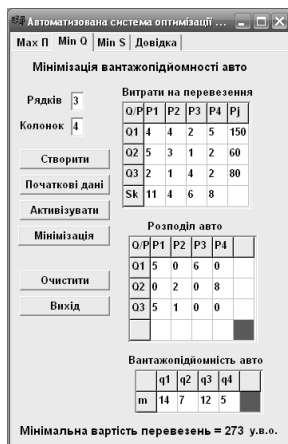 Автоматизована система оптимізації ...
Max П Min Q Min S Довідка
Мінімізація вантажопідйомності авто
Рядків 3
Колонок 4
Створити
Початкові дані
Активізувати
Мінімізація
Очистити
Вихід
Витрати на перевезення
Q/P P1 P2 P3 P4 Pj
Q1 4 4 2 5 150
Q2 5 3 1 2 60
Q3 2 1 4 2 80
Sk 11 4 6 8
Розподіл авто
Q/P P1 P2 P3 P4
Q1 5 0 6 0
Q2 0 2 0 8
Q3 5 1 0 0
Вантажопідйомність авто
q1 q2 q3 q4
m 14 7 12 5
Мінімальна вартість перевезень = 273 у.в.о.